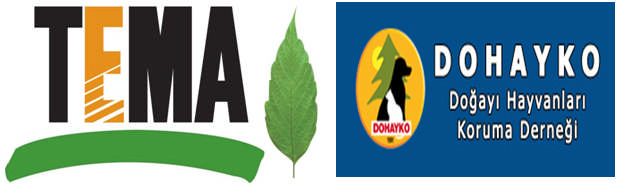 TEMA
DOHAYKO
Doğayı Hayvanları
Koruma Derneği
DOHAYKO